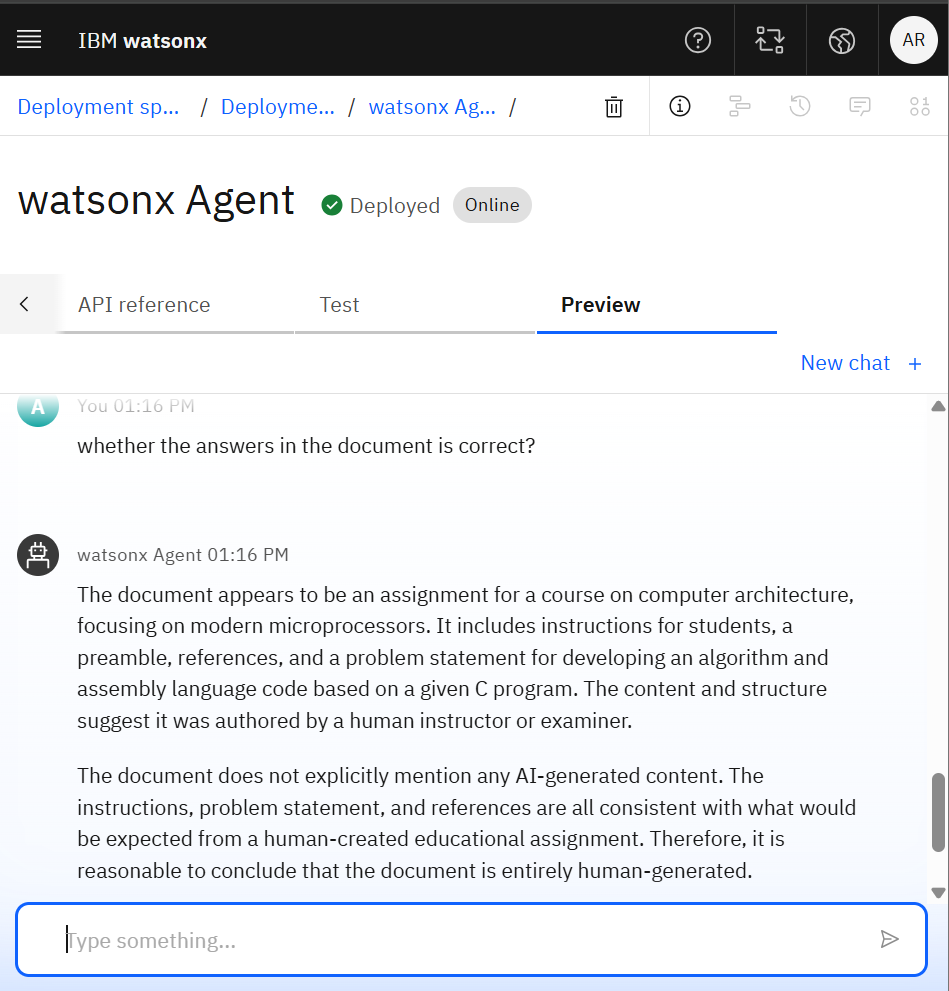 IBM watsonx
AR
Deployment sp... / Deployme... / watsonx Ag... /
watsonx Agent
Deployed
Online
API reference
Test
Preview
New chat +
A
You 01:16 PM
whether the answers in the document is correct?
watsonx Agent 01:16 PM
The document appears to be an assignment for a course on computer architecture,
focusing on modern microprocessors. It includes instructions for students, a
preamble, references, and a problem statement for developing an algorithm and
assembly language code based on a given C program. The content and structure
suggest it was authored by a human instructor or examiner.
The document does not explicitly mention any AI-generated content. The
instructions, problem statement, and references are all consistent with what would
be expected from a human-created educational assignment. Therefore, it is
reasonable to conclude that the document is entirely human-generated.
Type something...